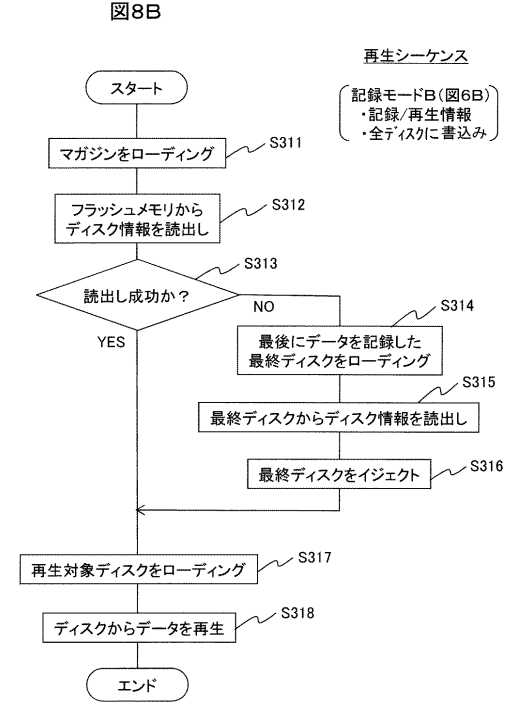 図8B
再生シーケンス
記録モードB(図6B)
・記録/再生情報
・全ディスクに書込み
スタート
マガジンをローディング
S311
フラッシュメモリから
ディスク情報を読出し
S312
読出し成功か?
S313
NO
YES
最後にデータを記録した
最終ディスクをローディング
S314
最終ディスクからディスク情報を読出し
S315
最終ディスクをイジェクト
S316
再生対象ディスクをローディング
S317
ディスクからデータを再生
S318
エンド